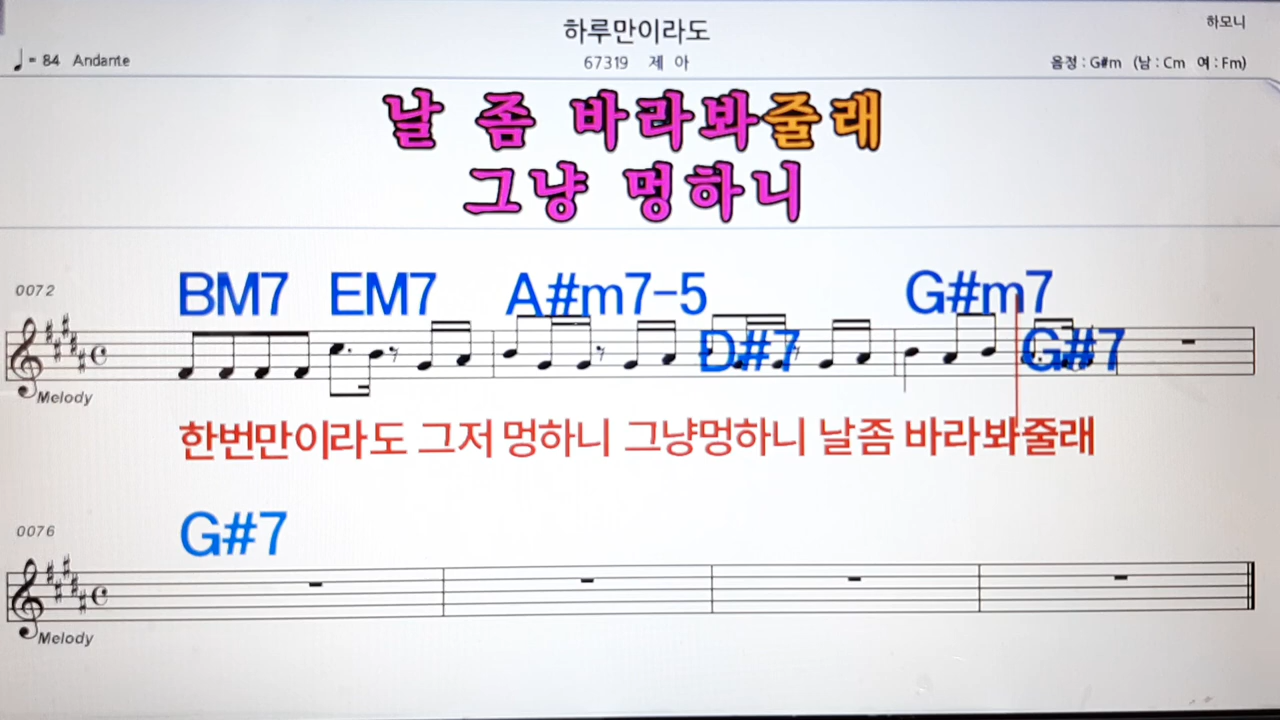 하루만이라도
하모니
♩= 84 Andante
67319 제 아
음정 : G#m (남 : Cm 여 : Fm)
날 좀 바라봐줄래
그냥 멍하니
0072
BM7 EM7 A#m7-5 D#7 G#m7 G#7
Melody
한번만이라도 그저 멍하니 그냥멍하니 날좀 바라봐줄래
0076
G#7
Melody